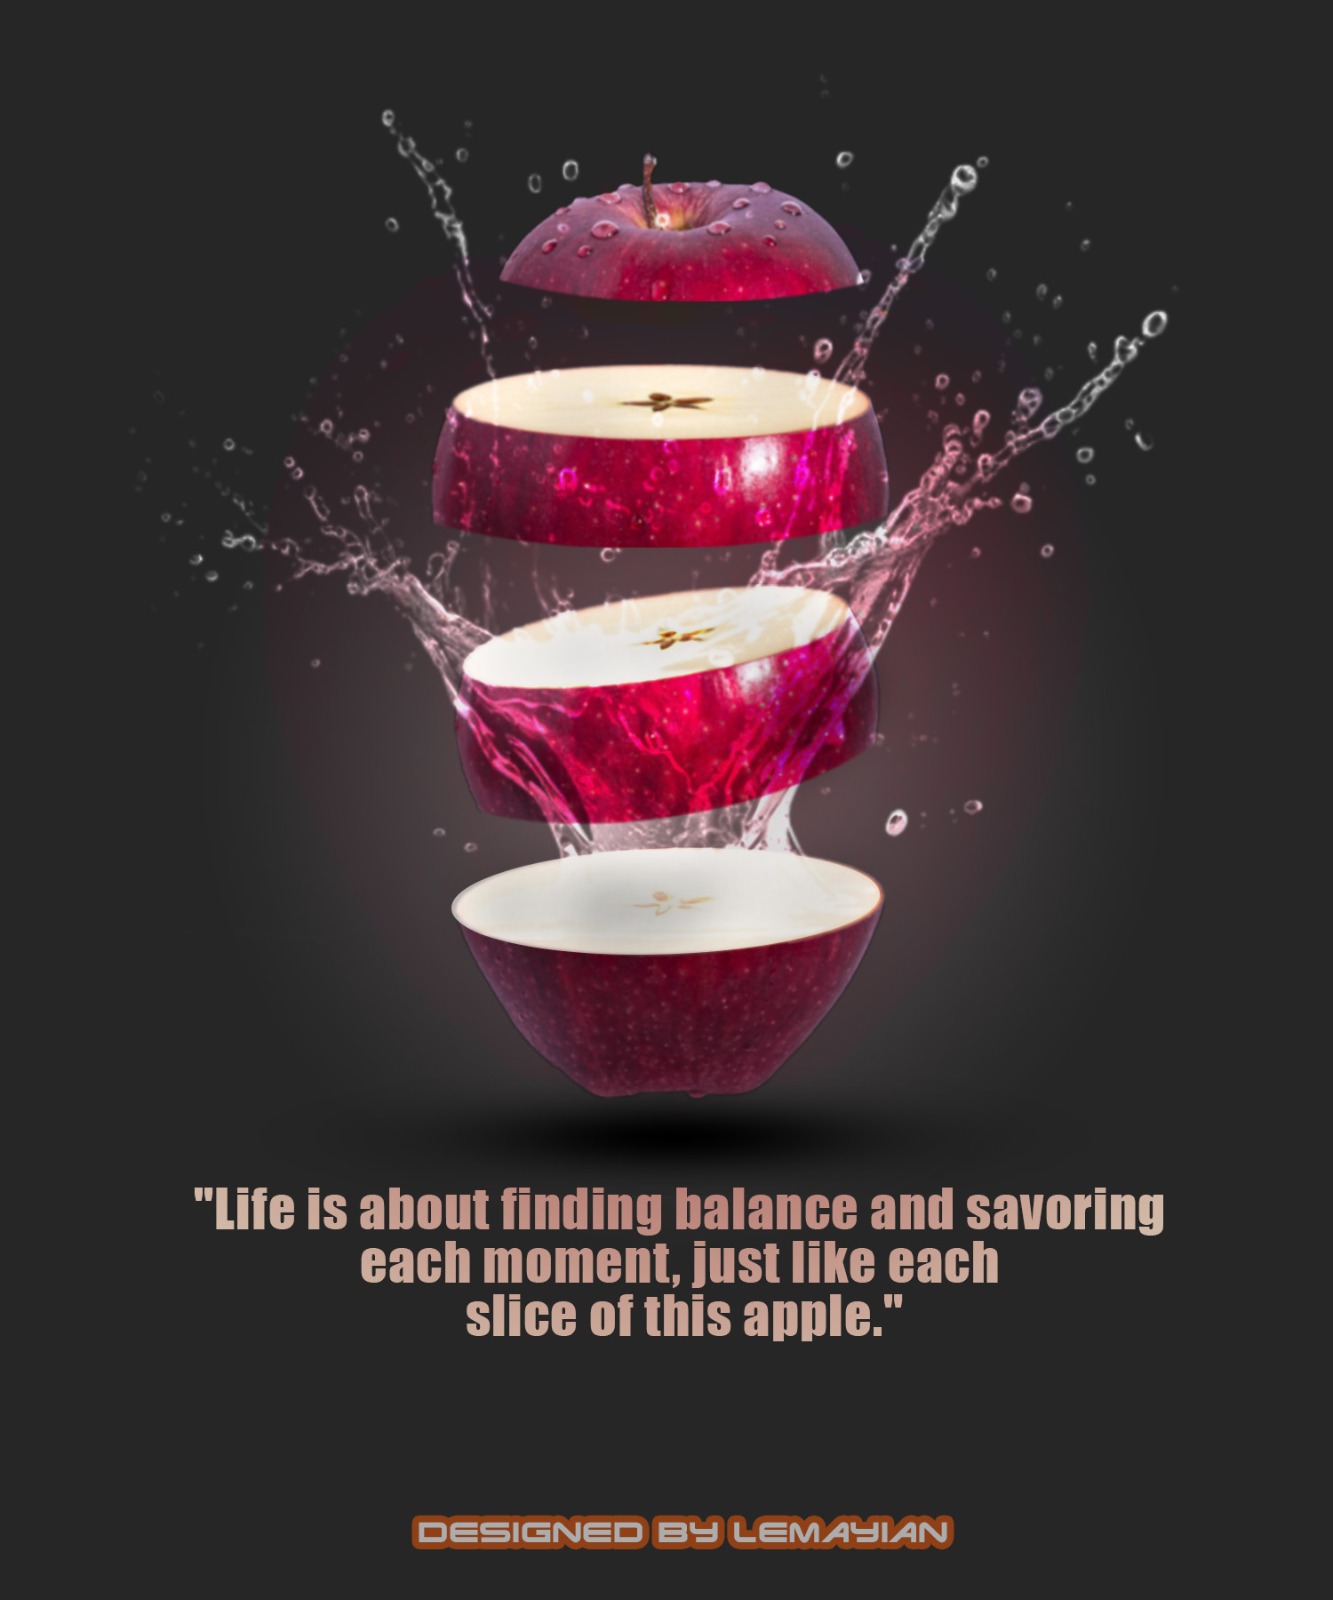 "Life is about finding balance and savoring
each moment, just like each
slice of this apple."
DESIGNED BY LEMAYIAN